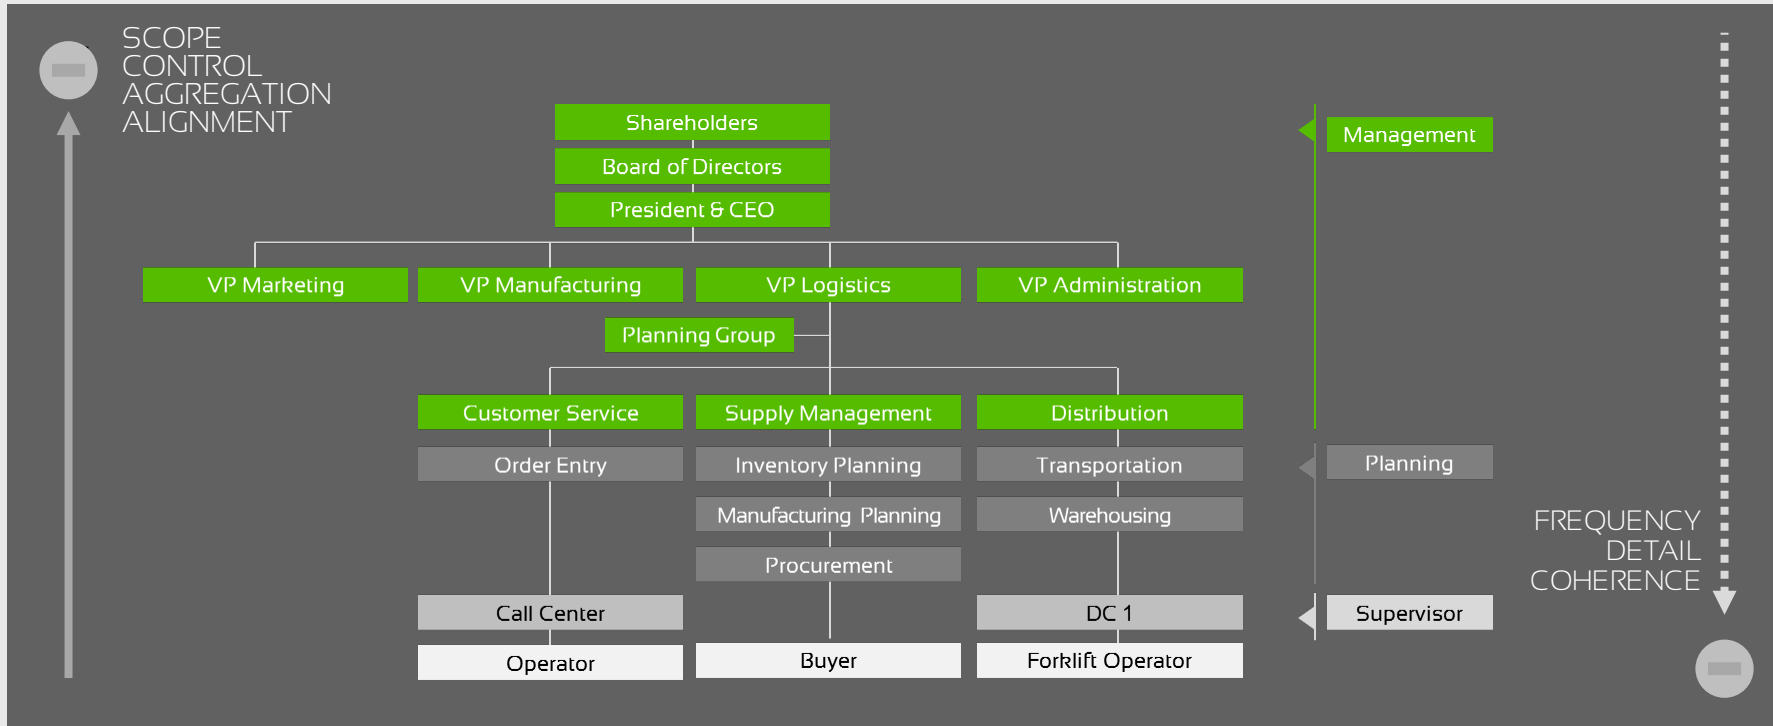 SCOPE
CONTROL
AGGREGATION
ALIGNMENT
Shareholders
Management
Board of Directors
President & CEO
VP Marketing
VP Manufacturing
VP Logistics
VP Administration
Planning Group
Customer Service
Supply Management
Distribution
Order Entry
Inventory Planning
Transportation
Planning
Manufacturing Planning
Warehousing
Procurement
FREQUENCY
DETAIL
COHERENCE
Call Center
DC 1
Supervisor
Operator
Buyer
Forklift Operator